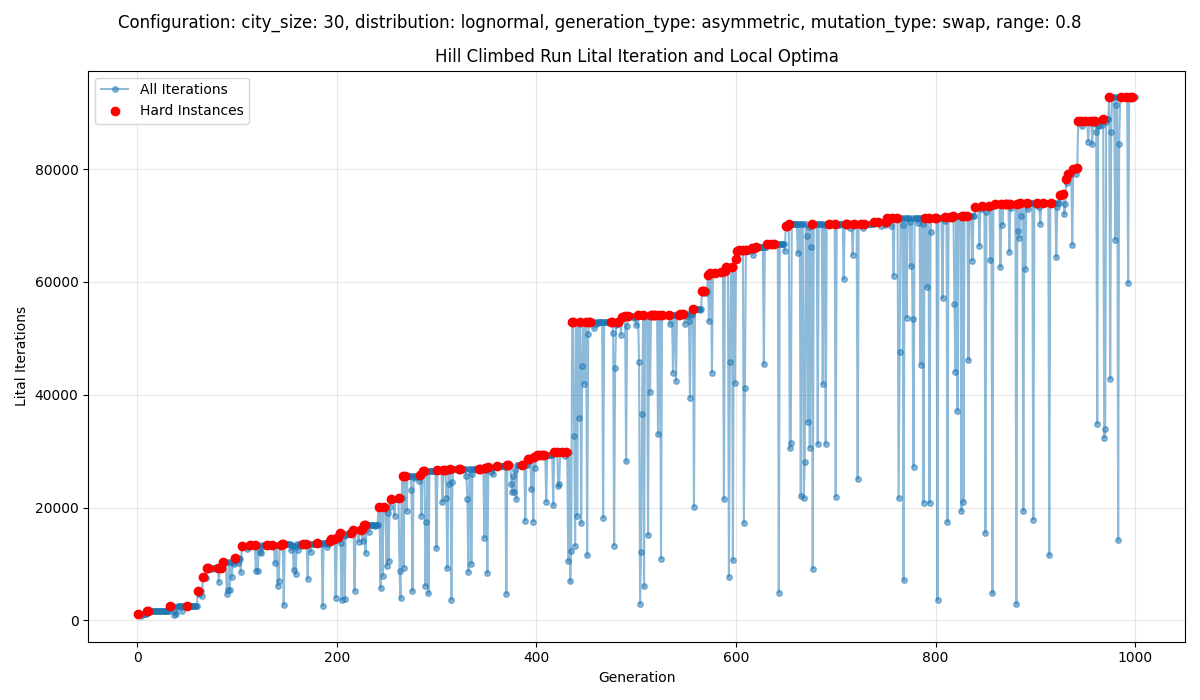 Configuration: city_size: 30, distribution: lognormal, generation_type: asymmetric, mutation_type: swap, range: 0.8
Hill Climbed Run Lital Iteration and Local Optima
All Iterations
Hard Instances
80000
60000
40000
20000
0
Lital Iterations
0 200 400 600 800 1000
Generation